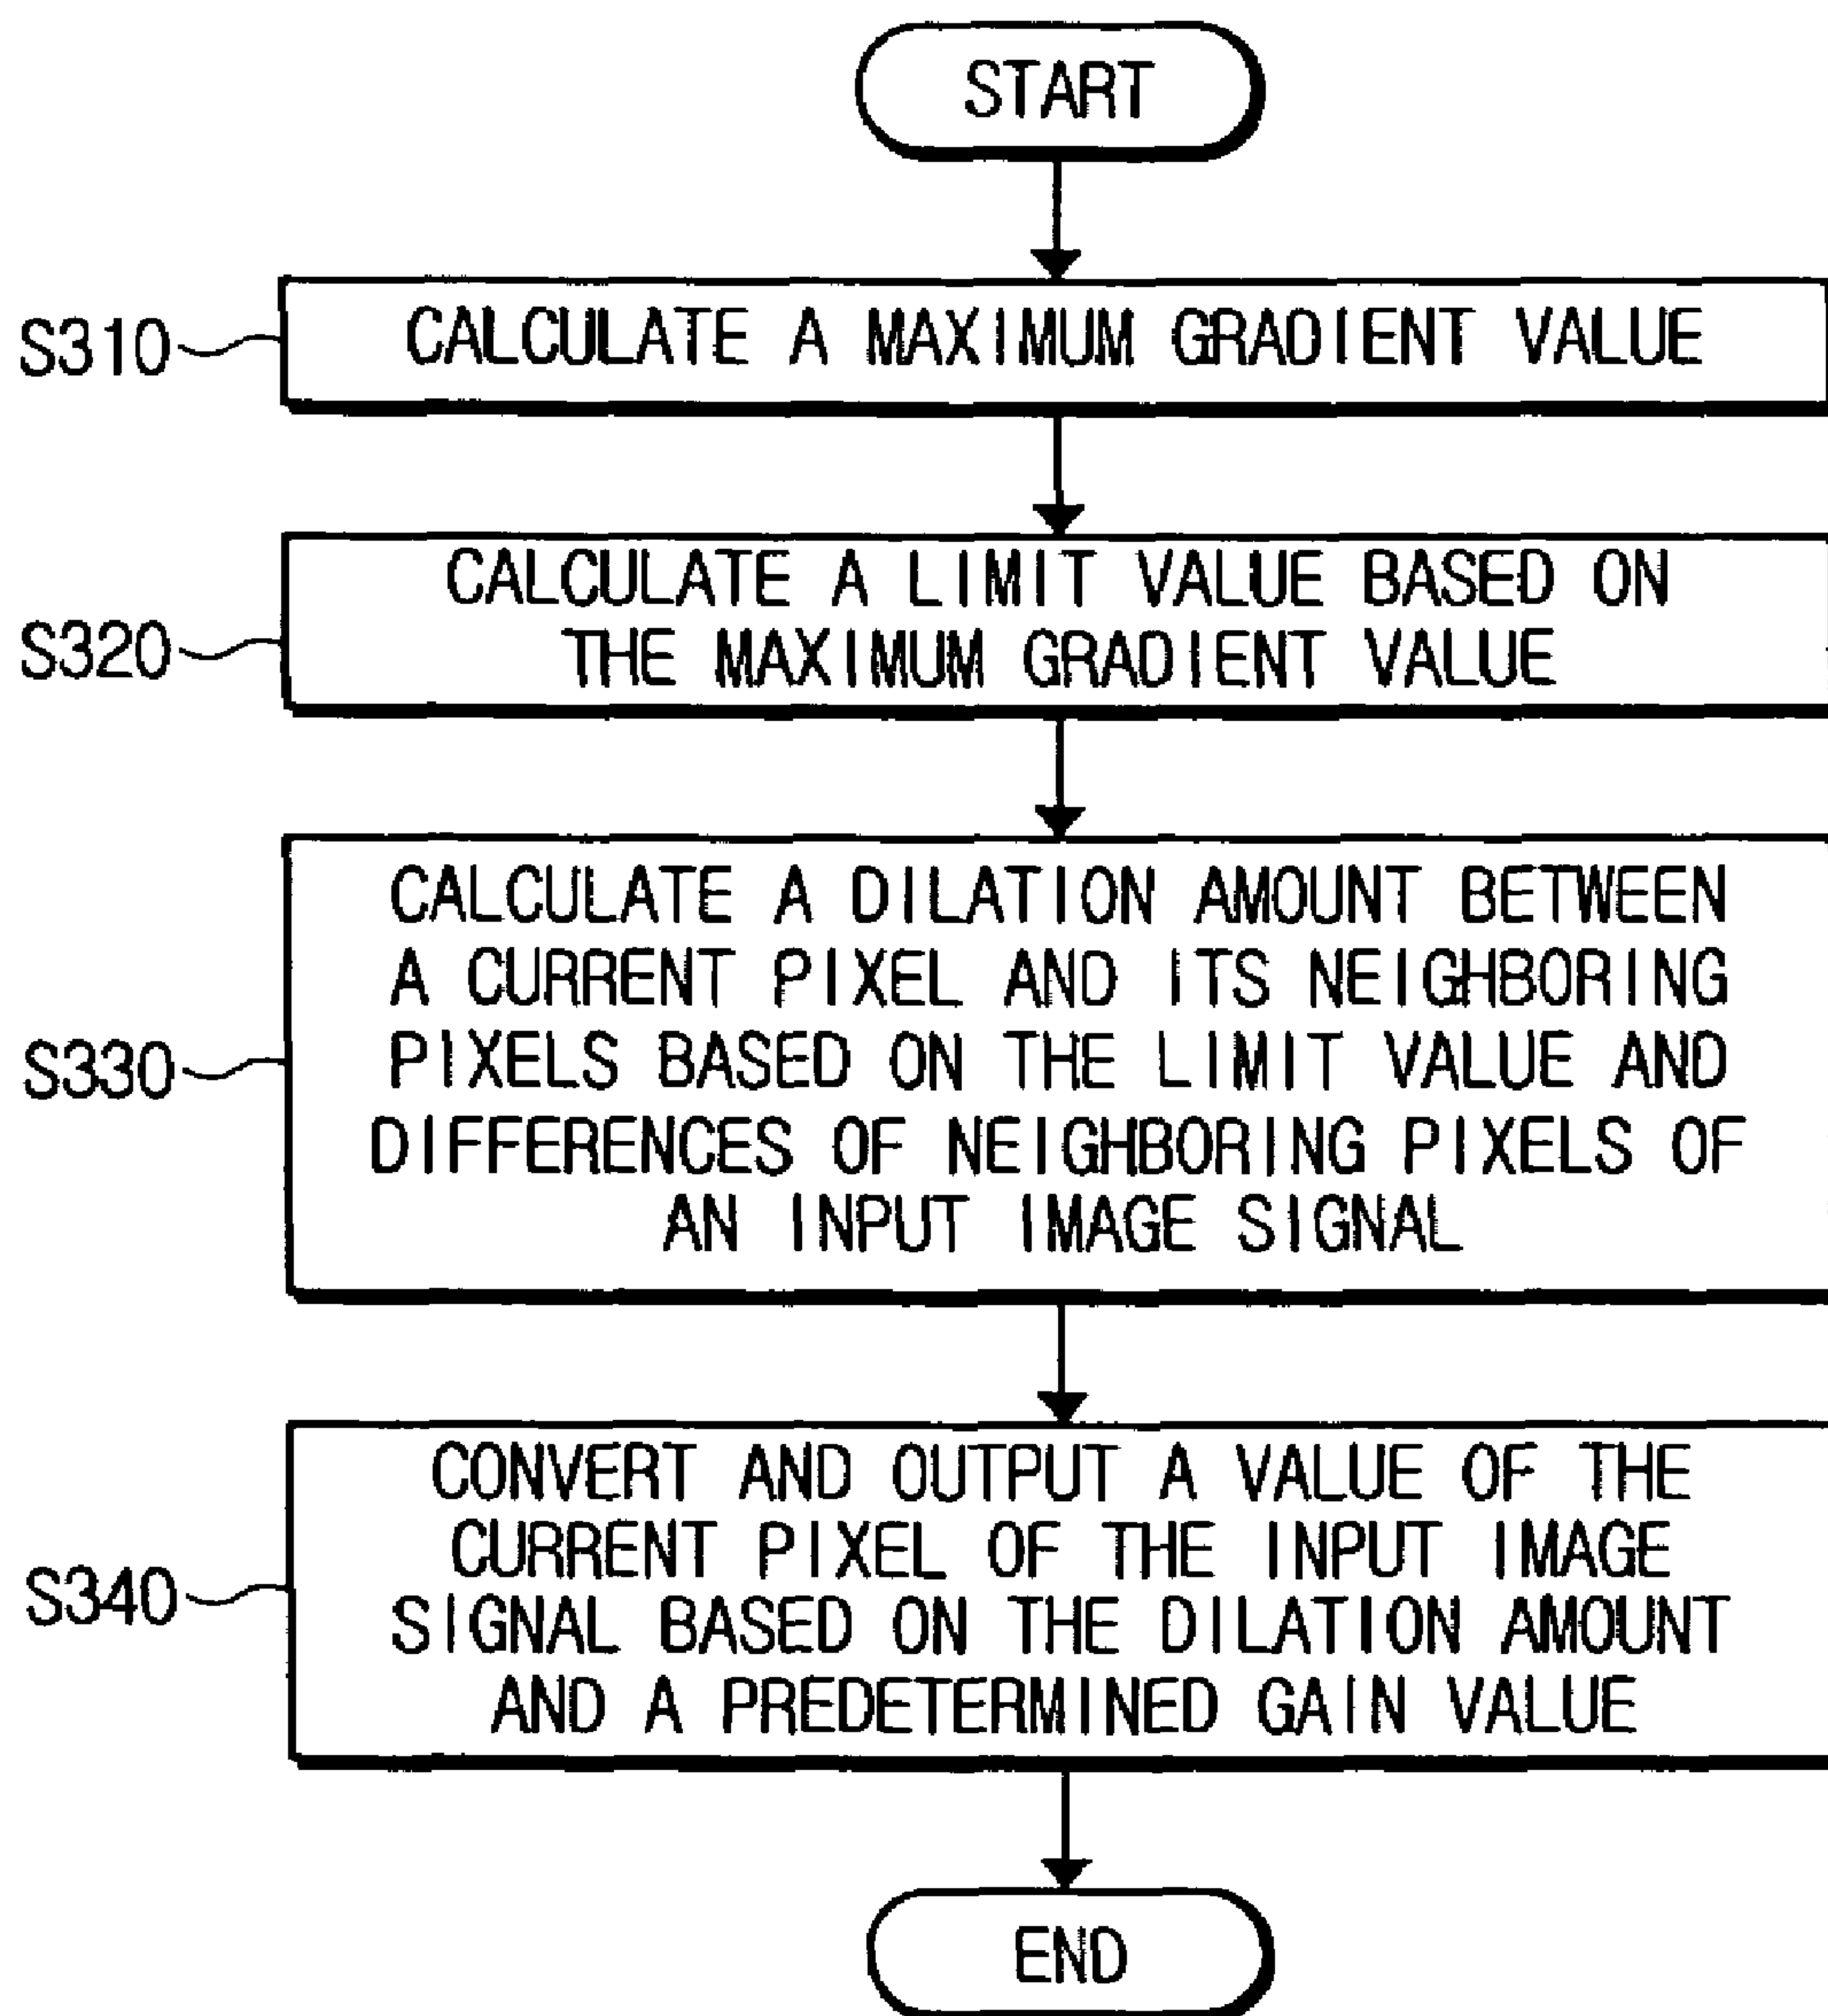 START
S310
CALCULATE A MAXIMUM GRADIENT VALUE
S320
CALCULATE A LIMIT VALUE BASED ON
THE MAXIMUM GRADIENT VALUE
S330
CALCULATE A DILATION AMOUNT BETWEEN
A CURRENT PIXEL AND ITS NEIGHBORING
PIXELS BASED ON THE LIMIT VALUE AND
DIFFERENCES OF NEIGHBORING PIXELS OF
AN INPUT IMAGE SIGNAL
S340
CONVERT AND OUTPUT A VALUE OF THE
CURRENT PIXEL OF THE INPUT IMAGE
SIGNAL BASED ON THE DILATION AMOUNT
AND A PREDETERMINED GAIN VALUE
END